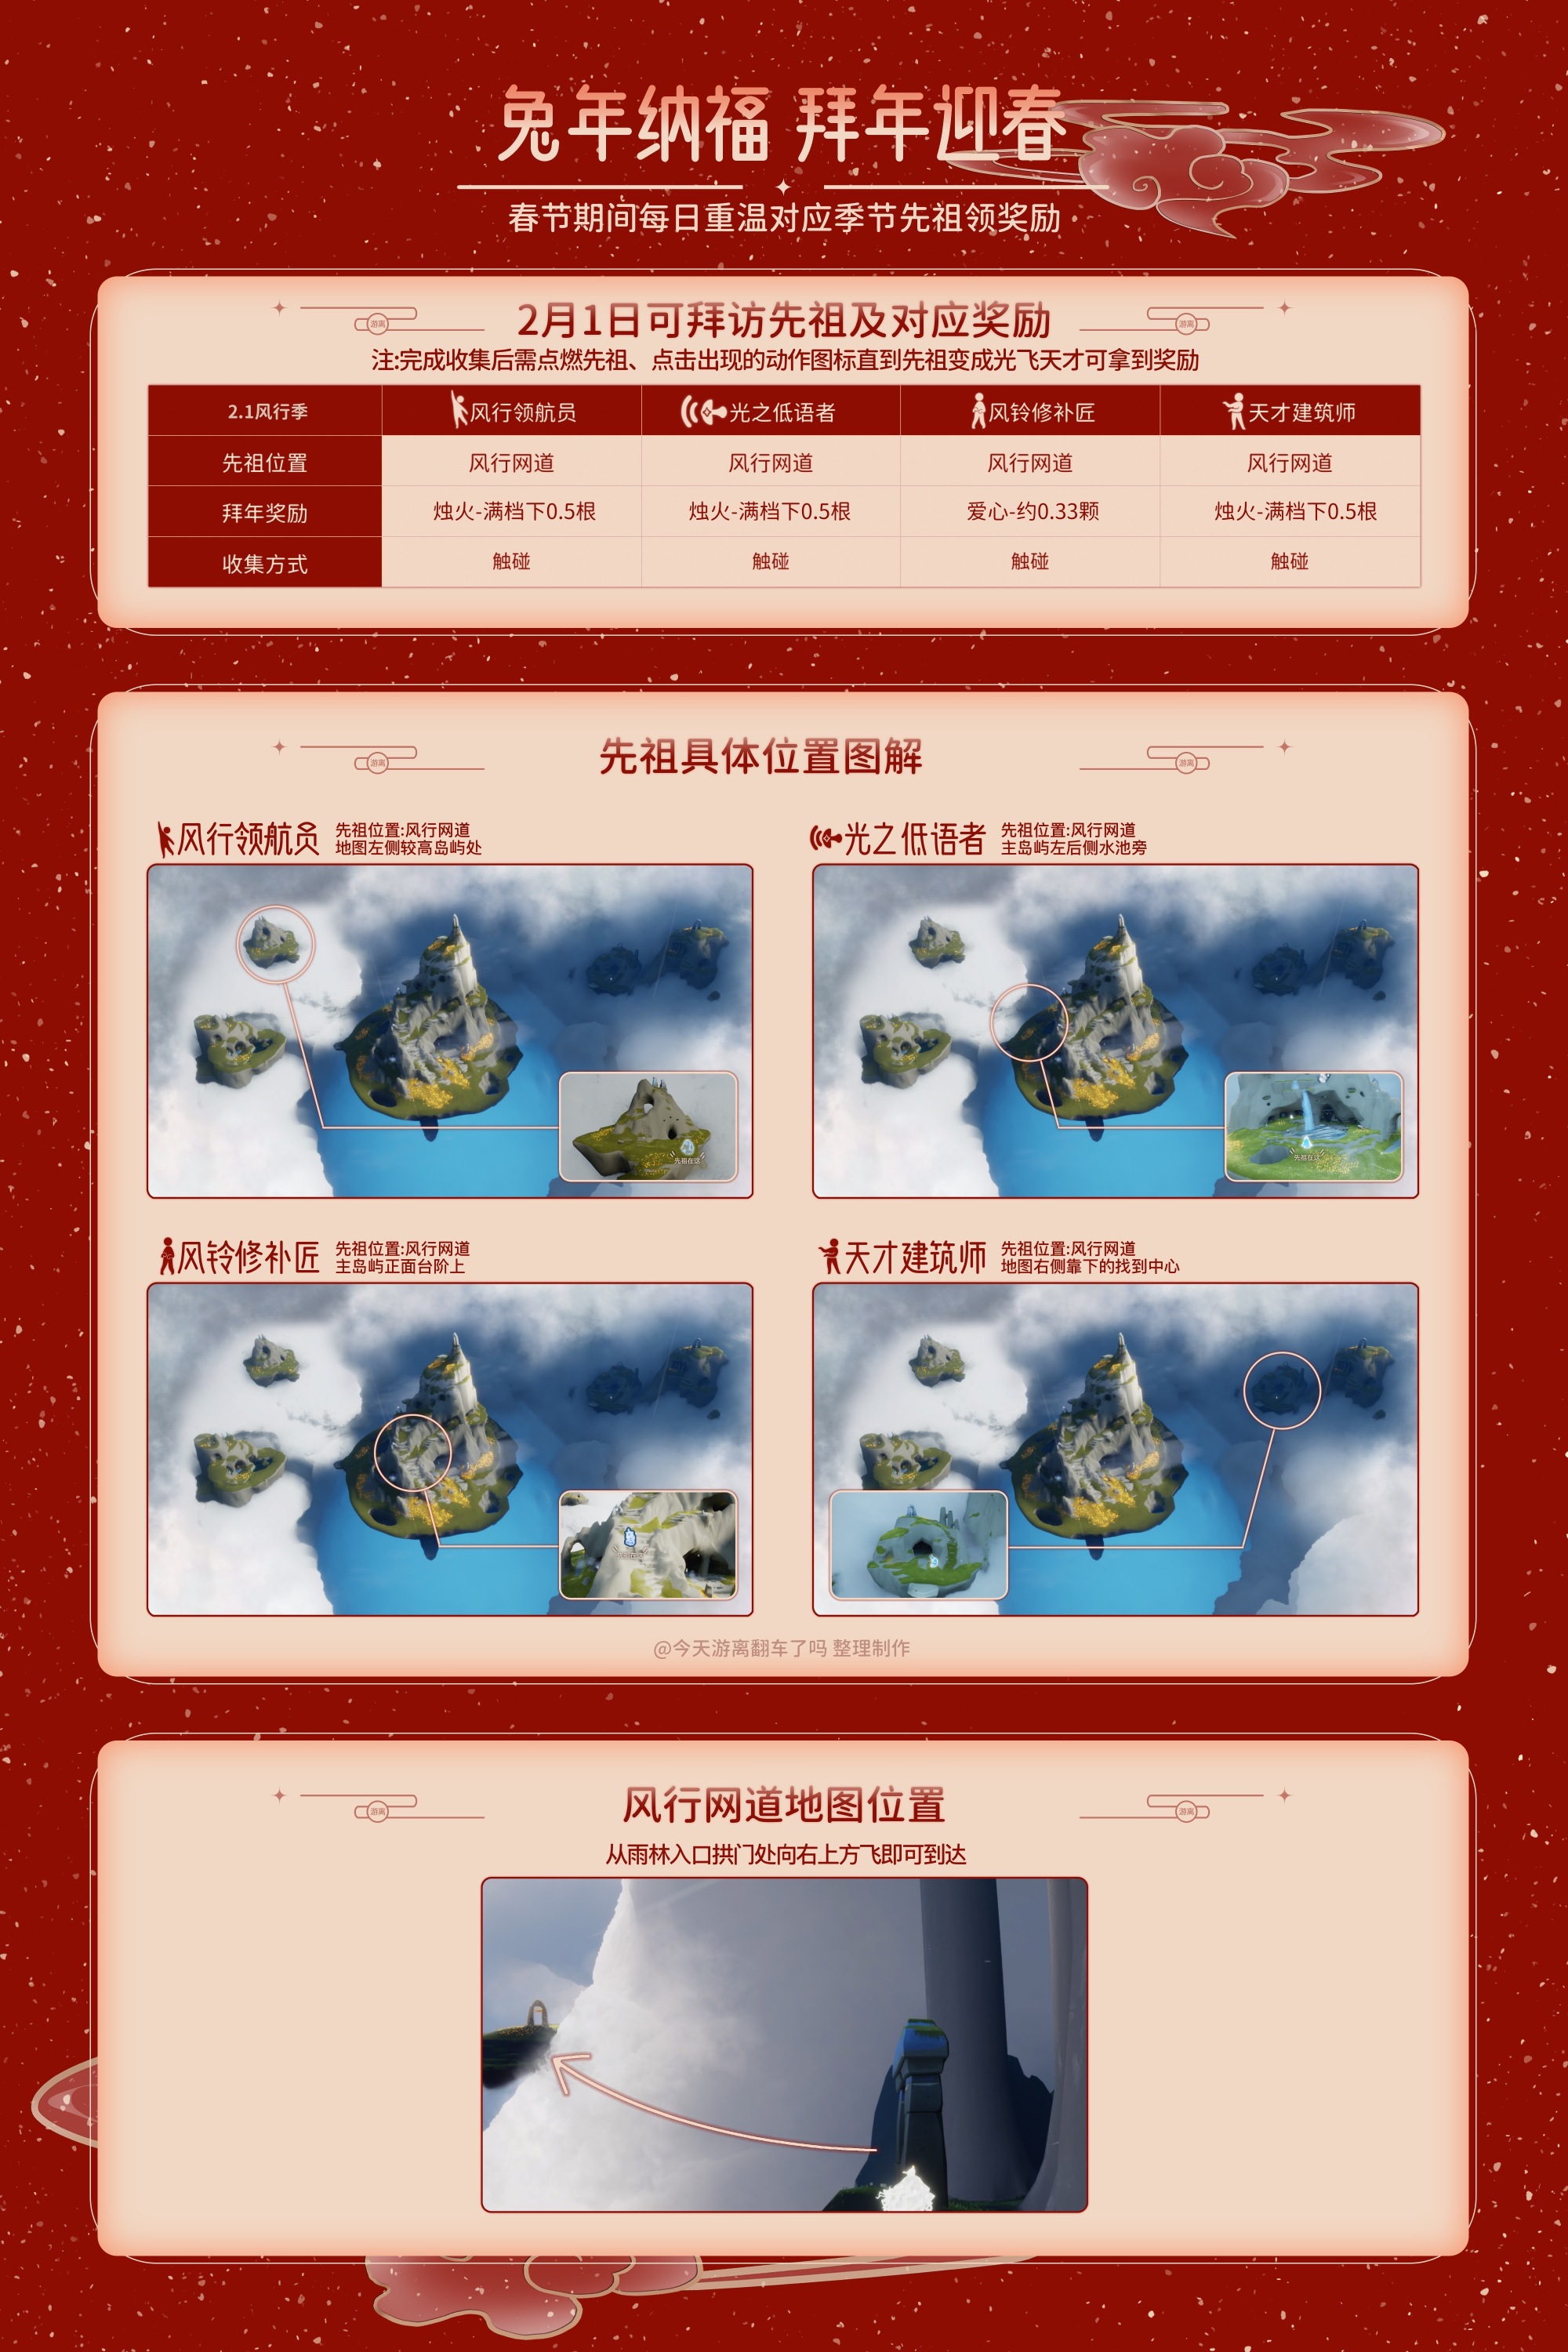 兔年纳福 拜年迎春
春节期间每日重温对应季节先祖领奖励
游离
2月1日可拜访先祖及对应奖励
游离
注:完成收集后需点燃先祖、点击出现的动作图标直到先祖变成光飞天才可拿到奖励
2.1风行季 风行领航员 光之低语者 风铃修补匠 天才建筑师
先祖位置 风行网道 风行网道 风行网道 风行网道
拜年奖励 烛火-满档下0.5根 烛火-满档下0.5根 爱心-约0.33颗 烛火-满档下0.5根
收集方式 触碰 触碰 触碰 触碰
游离
先祖具体位置图解
游离
风行领航员
先祖位置:风行网道
地图左侧较高岛屿处
先祖在这
光之低语者
先祖位置:风行网道
主岛屿左后侧水池旁
先祖在这
风铃修补匠
先祖位置:风行网道
主岛屿正面台阶上
天才建筑师
先祖位置:风行网道
地图右侧靠下的找到中心
@今天游离翻车了吗 整理制作
游离
风行网道地图位置
游离
从雨林入口拱门处向右上方飞即可到达